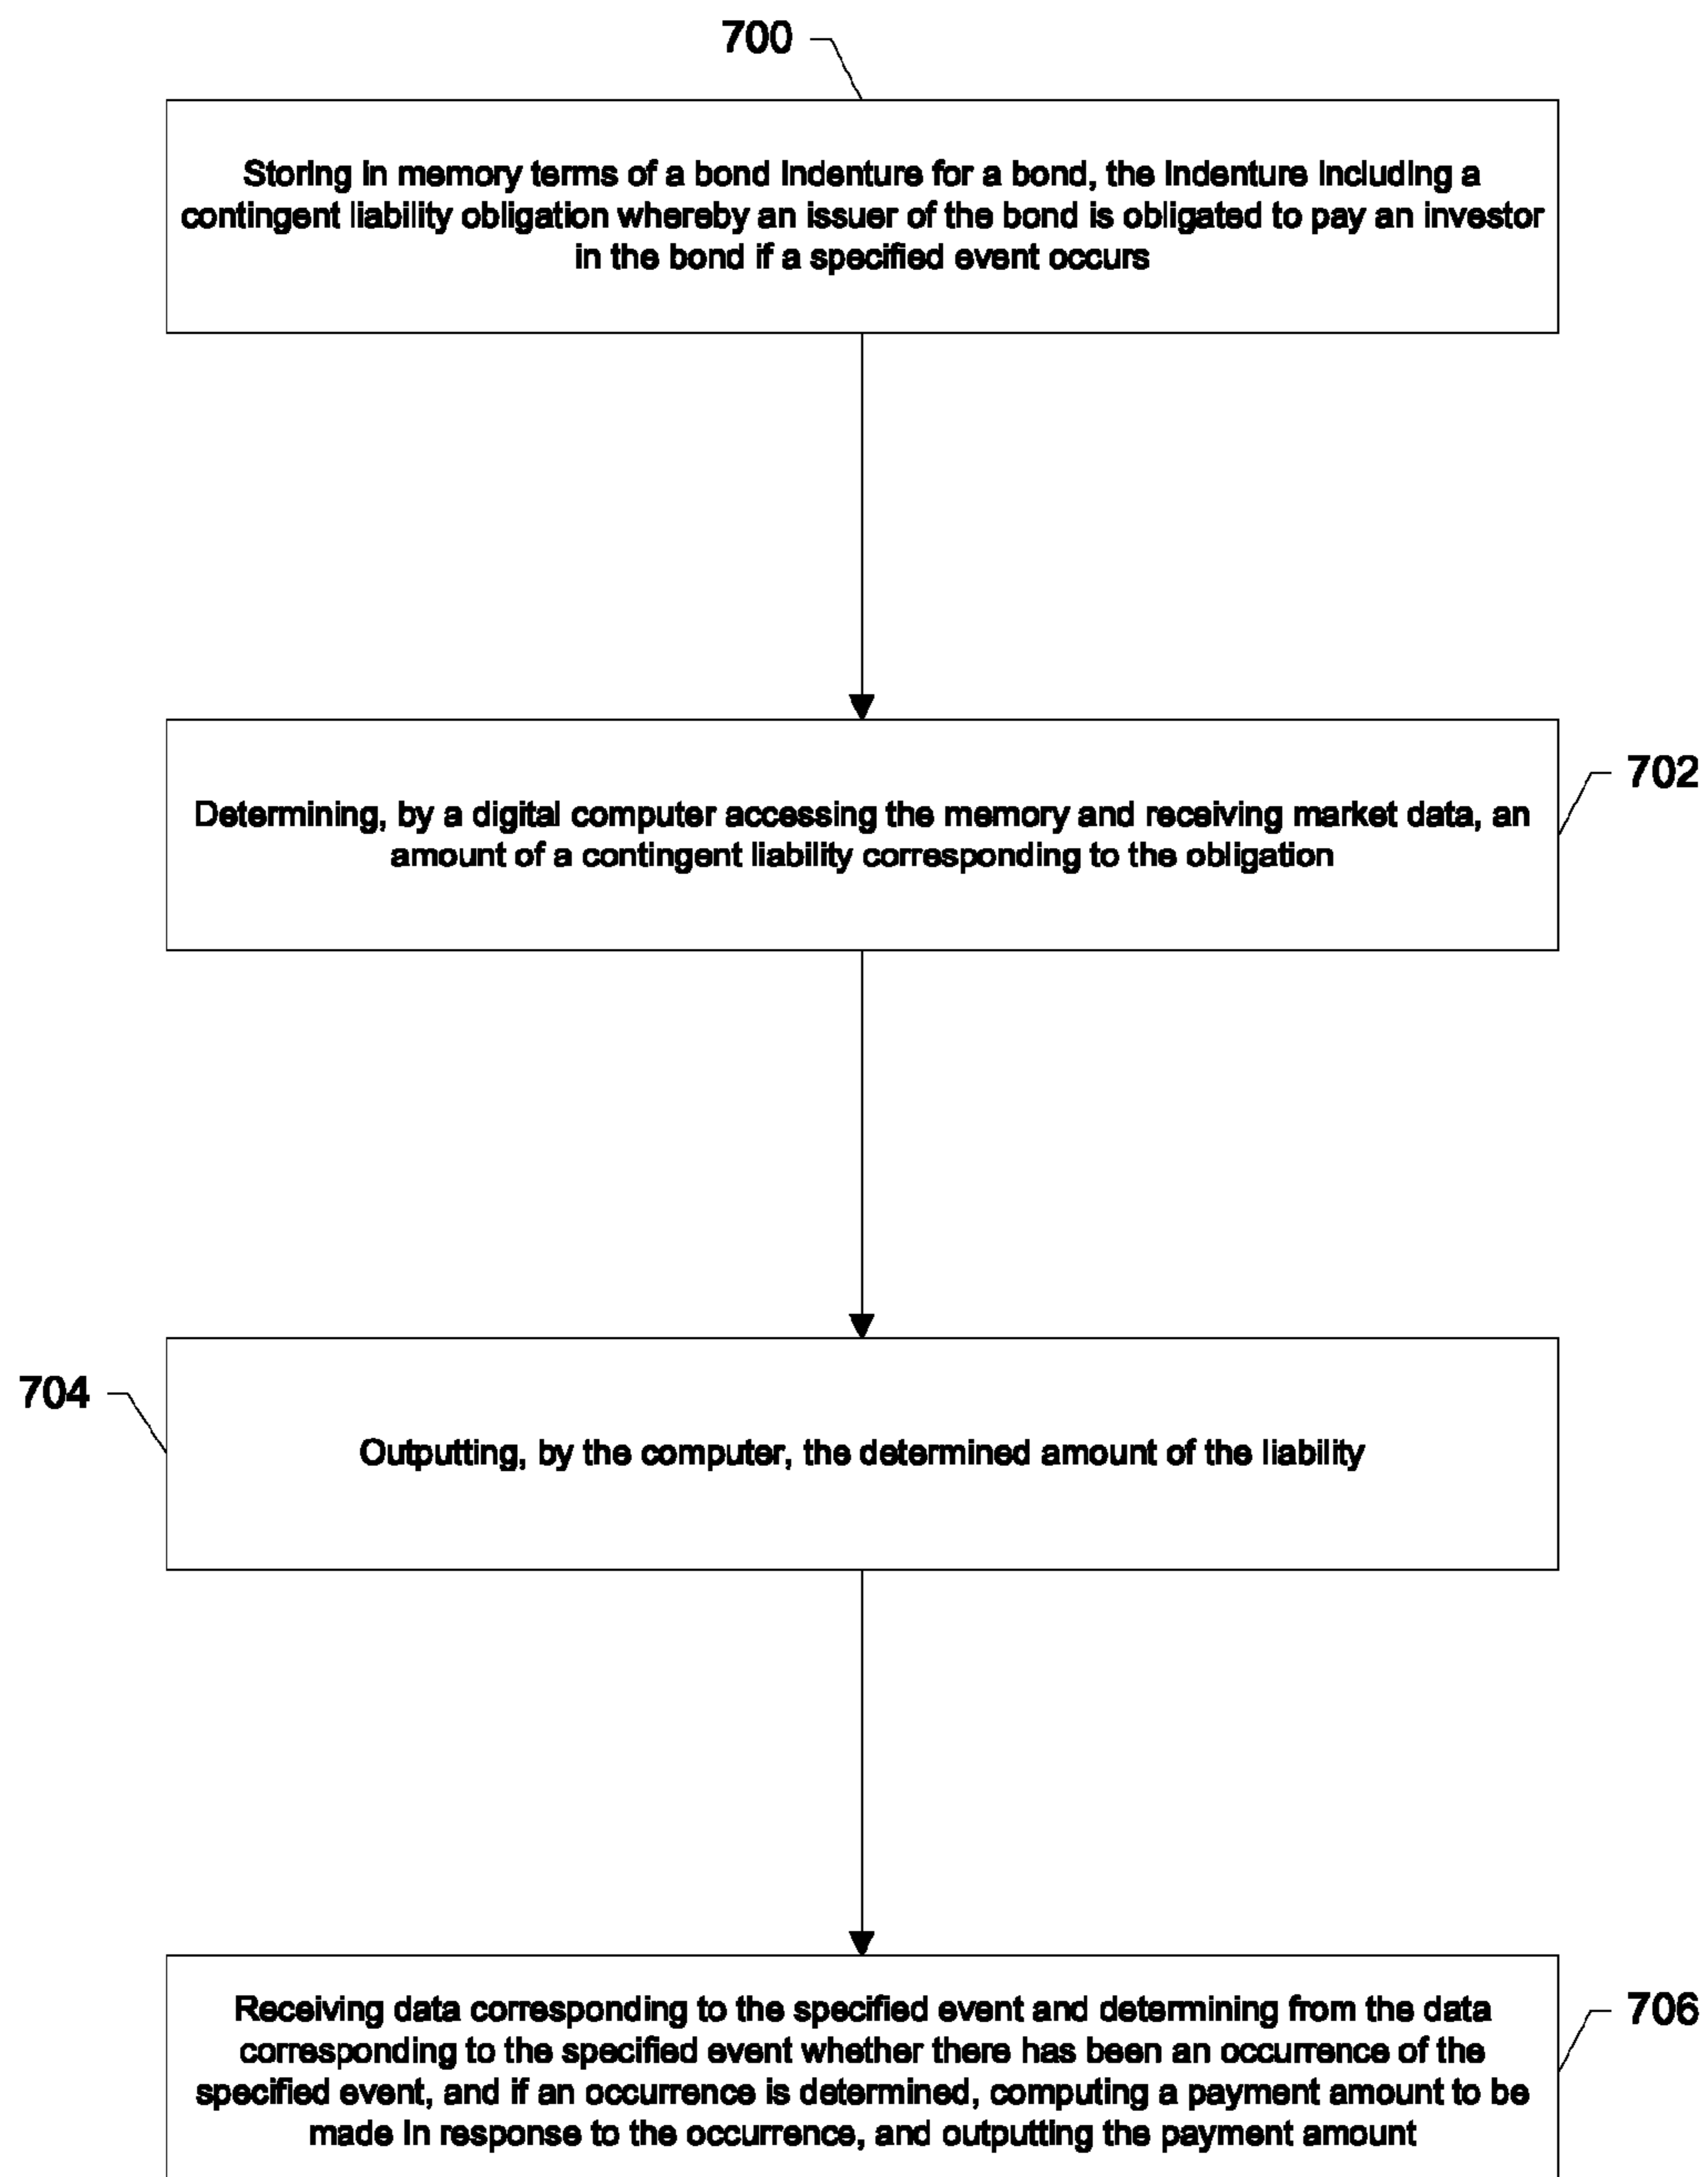 700
Storing in memory terms of a bond indenture for a bond, the indenture including a
contingent liability obligation whereby an issuer of the bond is obligated to pay an investor
in the bond if a specified event occurs
702
Determining, by a digital computer accessing the memory and receiving market data, an
amount of a contingent liability corresponding to the obligation
704
Outputting, by the computer, the determined amount of the liability
706
Receiving data corresponding to the specified event and determining from the data
corresponding to the specified event whether there has been an occurrence of the
specified event, and if an occurrence is determined, computing a payment amount to be
made in response to the occurrence, and outputting the payment amount